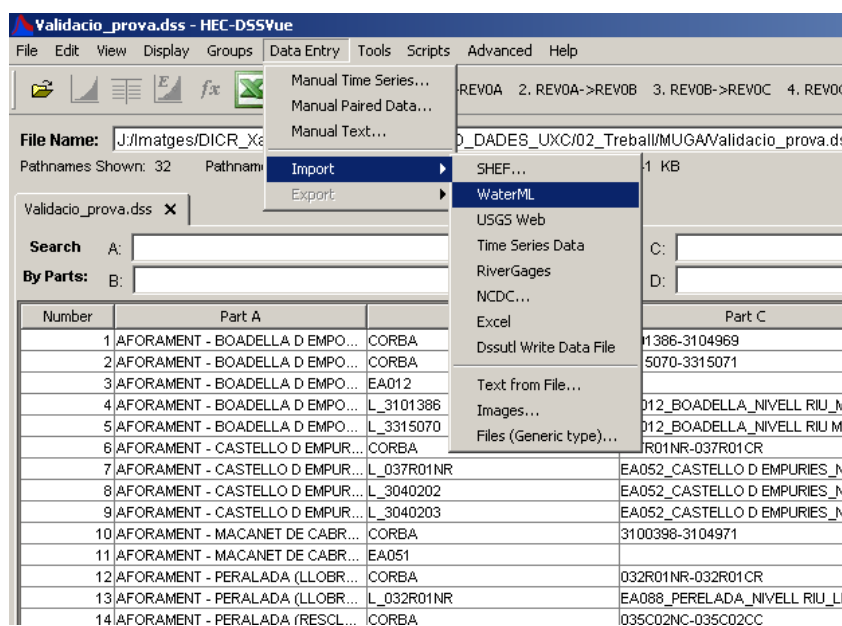 Validacio_prova.dss - HEC-DSSVue
File Edit View Display Groups Data Entry Tools Scripts Advanced Help
Manual Time Series...
Manual Paired Data...
Manual Text...
Import
Export
SHEF...
WaterML
USGS Web
Time Series Data
RiverGages
NCDC...
Excel
Dssutl Write Data File
Text from File...
Images...
Files (Generic type)...
E fx REV0A 2. REV0A->REV0B 3. REV0B->REV0C 4. REV0
File Name: J:/Imatges/DICR_Xa D_DADES_UXC/02_Treball/MUGA/Validacio_prova.ds
Pathnames Shown: 32 Pathnam 1 KB
Validacio_prova.dss X
Search A: C:
By Parts: B: D:
Number Part A Part C
1 AFORAMENT - BOADELLA D EMPO... CORBA 1386-3104969
2 AFORAMENT - BOADELLA D EMPO... CORBA 5070-3315071
3 AFORAMENT - BOADELLA D EMPO... EA012
4 AFORAMENT - BOADELLA D EMPO... L_3101386 012_BOADELLA_NIVELL RIU_M
5 AFORAMENT - BOADELLA D EMPO... L_3315070 012_BOADELLA_NIVELL RIU M
6 AFORAMENT - CASTELLO D EMPUR... CORBA R01NR-037R01CR
7 AFORAMENT - CASTELLO D EMPUR... L_037R01NR EA052_CASTELLO D EMPURIES_N
8 AFORAMENT - CASTELLO D EMPUR... L_3040202 EA052_CASTELLO D EMPURIES_N
9 AFORAMENT - CASTELLO D EMPUR... L_3040203 EA052_CASTELLO D EMPURIES_N
10 AFORAMENT - MACANET DE CABR... CORBA 3100398-3104971
11 AFORAMENT - MACANET DE CABR... EA051
12 AFORAMENT - PERALADA (LLOBR... CORBA 032R01NR-032R01CR
13 AFORAMENT - PERALADA (LLOBR... L_032R01NR EA088_PERELADA_NIVELL RIU_L
14 AFORAMENT - PERALADA (RESCL... CORBA 035C02NC-035C02CC